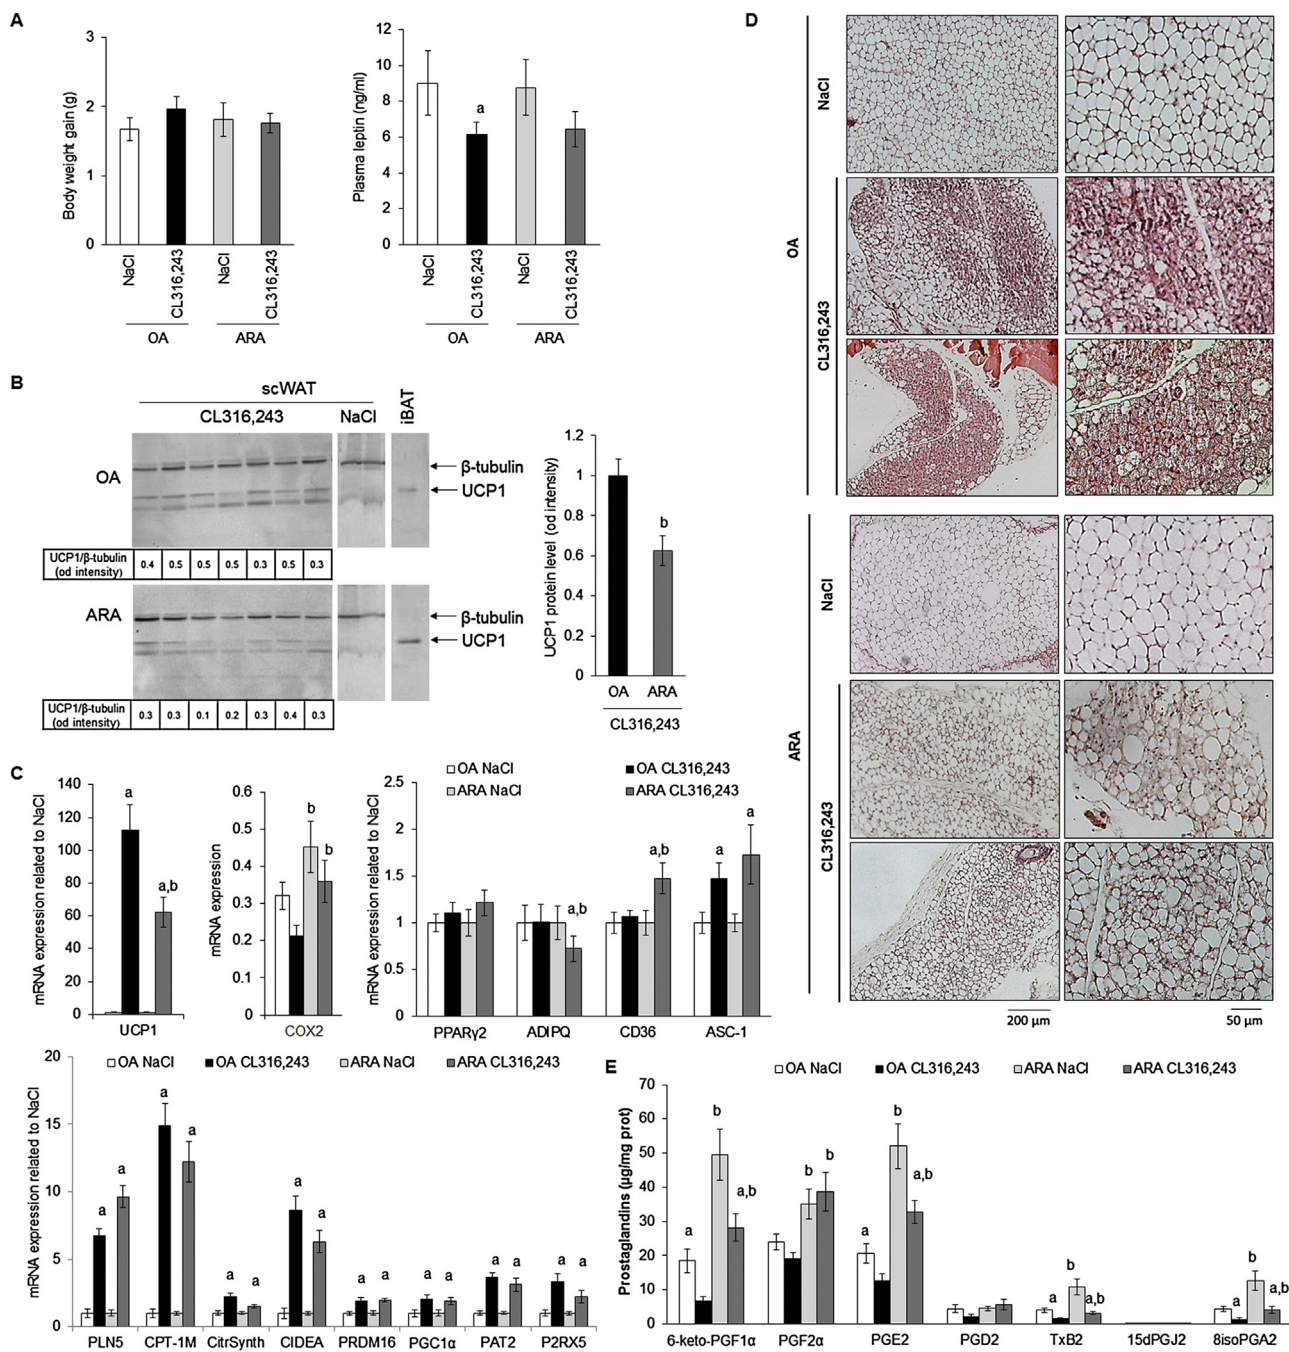 A
Body weight gain (g)
3
2
1
0
NaCl
CL316,243
NaCl
CL316,243
OA
ARA
Plasma leptin (ng/ml)
12
10
8
6
4
2
0
a
NaCl
CL316,243
NaCl
CL316,243
OA
ARA
B
scWAT
CL316,243
NaCl
iBAT
OA
β-tubulin
UCP1
UCP1/β-tubulin
(od intensity)
0.4 0.5 0.5 0.5 0.3 0.5 0.3
ARA
β-tubulin
UCP1
UCP1/β-tubulin
(od intensity)
0.3 0.3 0.1 0.2 0.3 0.4 0.3
UCP1 protein level (od intensity)
1.2
1
0.8
0.6
0.4
0.2
0
b
OA ARA
CL316,243
C
mRNA expression related to NaCl
140
120
100
80
60
40
20
0
a
a,b
UCP1
mRNA expression
0.6
0.5
0.4
0.3
0.2
0.1
0
b
b
COX2
mRNA expression related to NaCl
2.5
2
1.5
1
0.5
0
OA NaCl
OA CL316,243
ARA NaCl
ARA CL316,243
a,b
a,b
a
a
PPARγ2 ADIPQ CD36 ASC-1
mRNA expression related to NaCl
20
15
10
5
0
OA NaCl OA CL316,243 ARA NaCl ARA CL316,243
a a a a a a a a a a a a a a a a
PLN5 CPT-1M CitrSynth CIDEA PRDM16 PGC1α PAT2 P2RX5
D
OA
NaCl
CL316,243
ARA
NaCl
CL316,243
200 µm
50 µm
E
Prostaglandins (µg/mg prot)
70
60
50
40
30
20
10
0
OA NaCl OA CL316,243 ARA NaCl ARA CL316,243
a b a,b b b a b a,b b a,b a b a,b
6-keto-PGF1α PGF2α PGE2 PGD2 TxB2 15dPGJ2 8isoPGA2